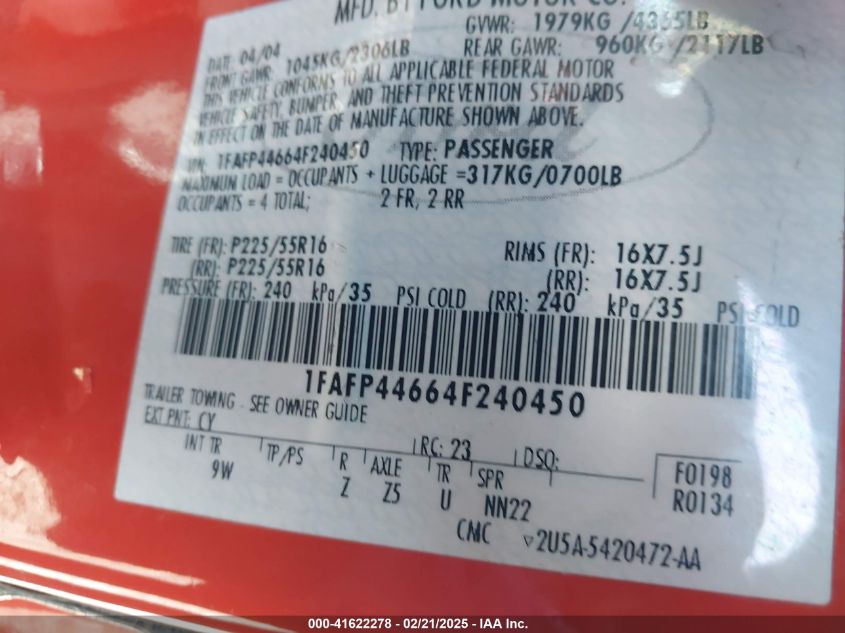 MFD. BY FORD MOTOR CO.
GVWR: 1979KG /4365LB
DATE: 04/04
FRONT GAWR: 1045KG/2306LB REAR GAWR: 960KG /2117LB
THIS VEHICLE CONFORMS TO ALL APPLICABLE FEDERAL MOTOR
VEHICLE SAFETY, BUMPER, AND THEFT PREVENTION STANDARDS
IN EFFECT ON THE DATE OF MANUFACTURE SHOWN ABOVE.
VIN: 1FAFP44664F240450 TYPE: PASSENGER
MAXIMUM LOAD = OCCUPANTS + LUGGAGE =317KG/0700LB
OCCUPANTS = 4 TOTAL; 2 FR, 2 RR
TIRE (FR): P225/55R16 RIMS (FR): 16X7.5J
(RR): P225/55R16 (RR): 16X7.5J
PRESSURE (FR): 240 kPa/35 PSI COLD (RR): 240 kPa/35 PSI COLD
1FAFP44664F240450
TRAILER TOWING - SEE OWNER GUIDE
EXT PNT: CY RC: 23 DSO:
INT TR TP/PS R AXLE TR SPR F0198
9W Z Z5 U NN22 R0134
CMC ▽2U5A-5420472-AA
000-41622278 - 02/21/2025 - IAA Inc.